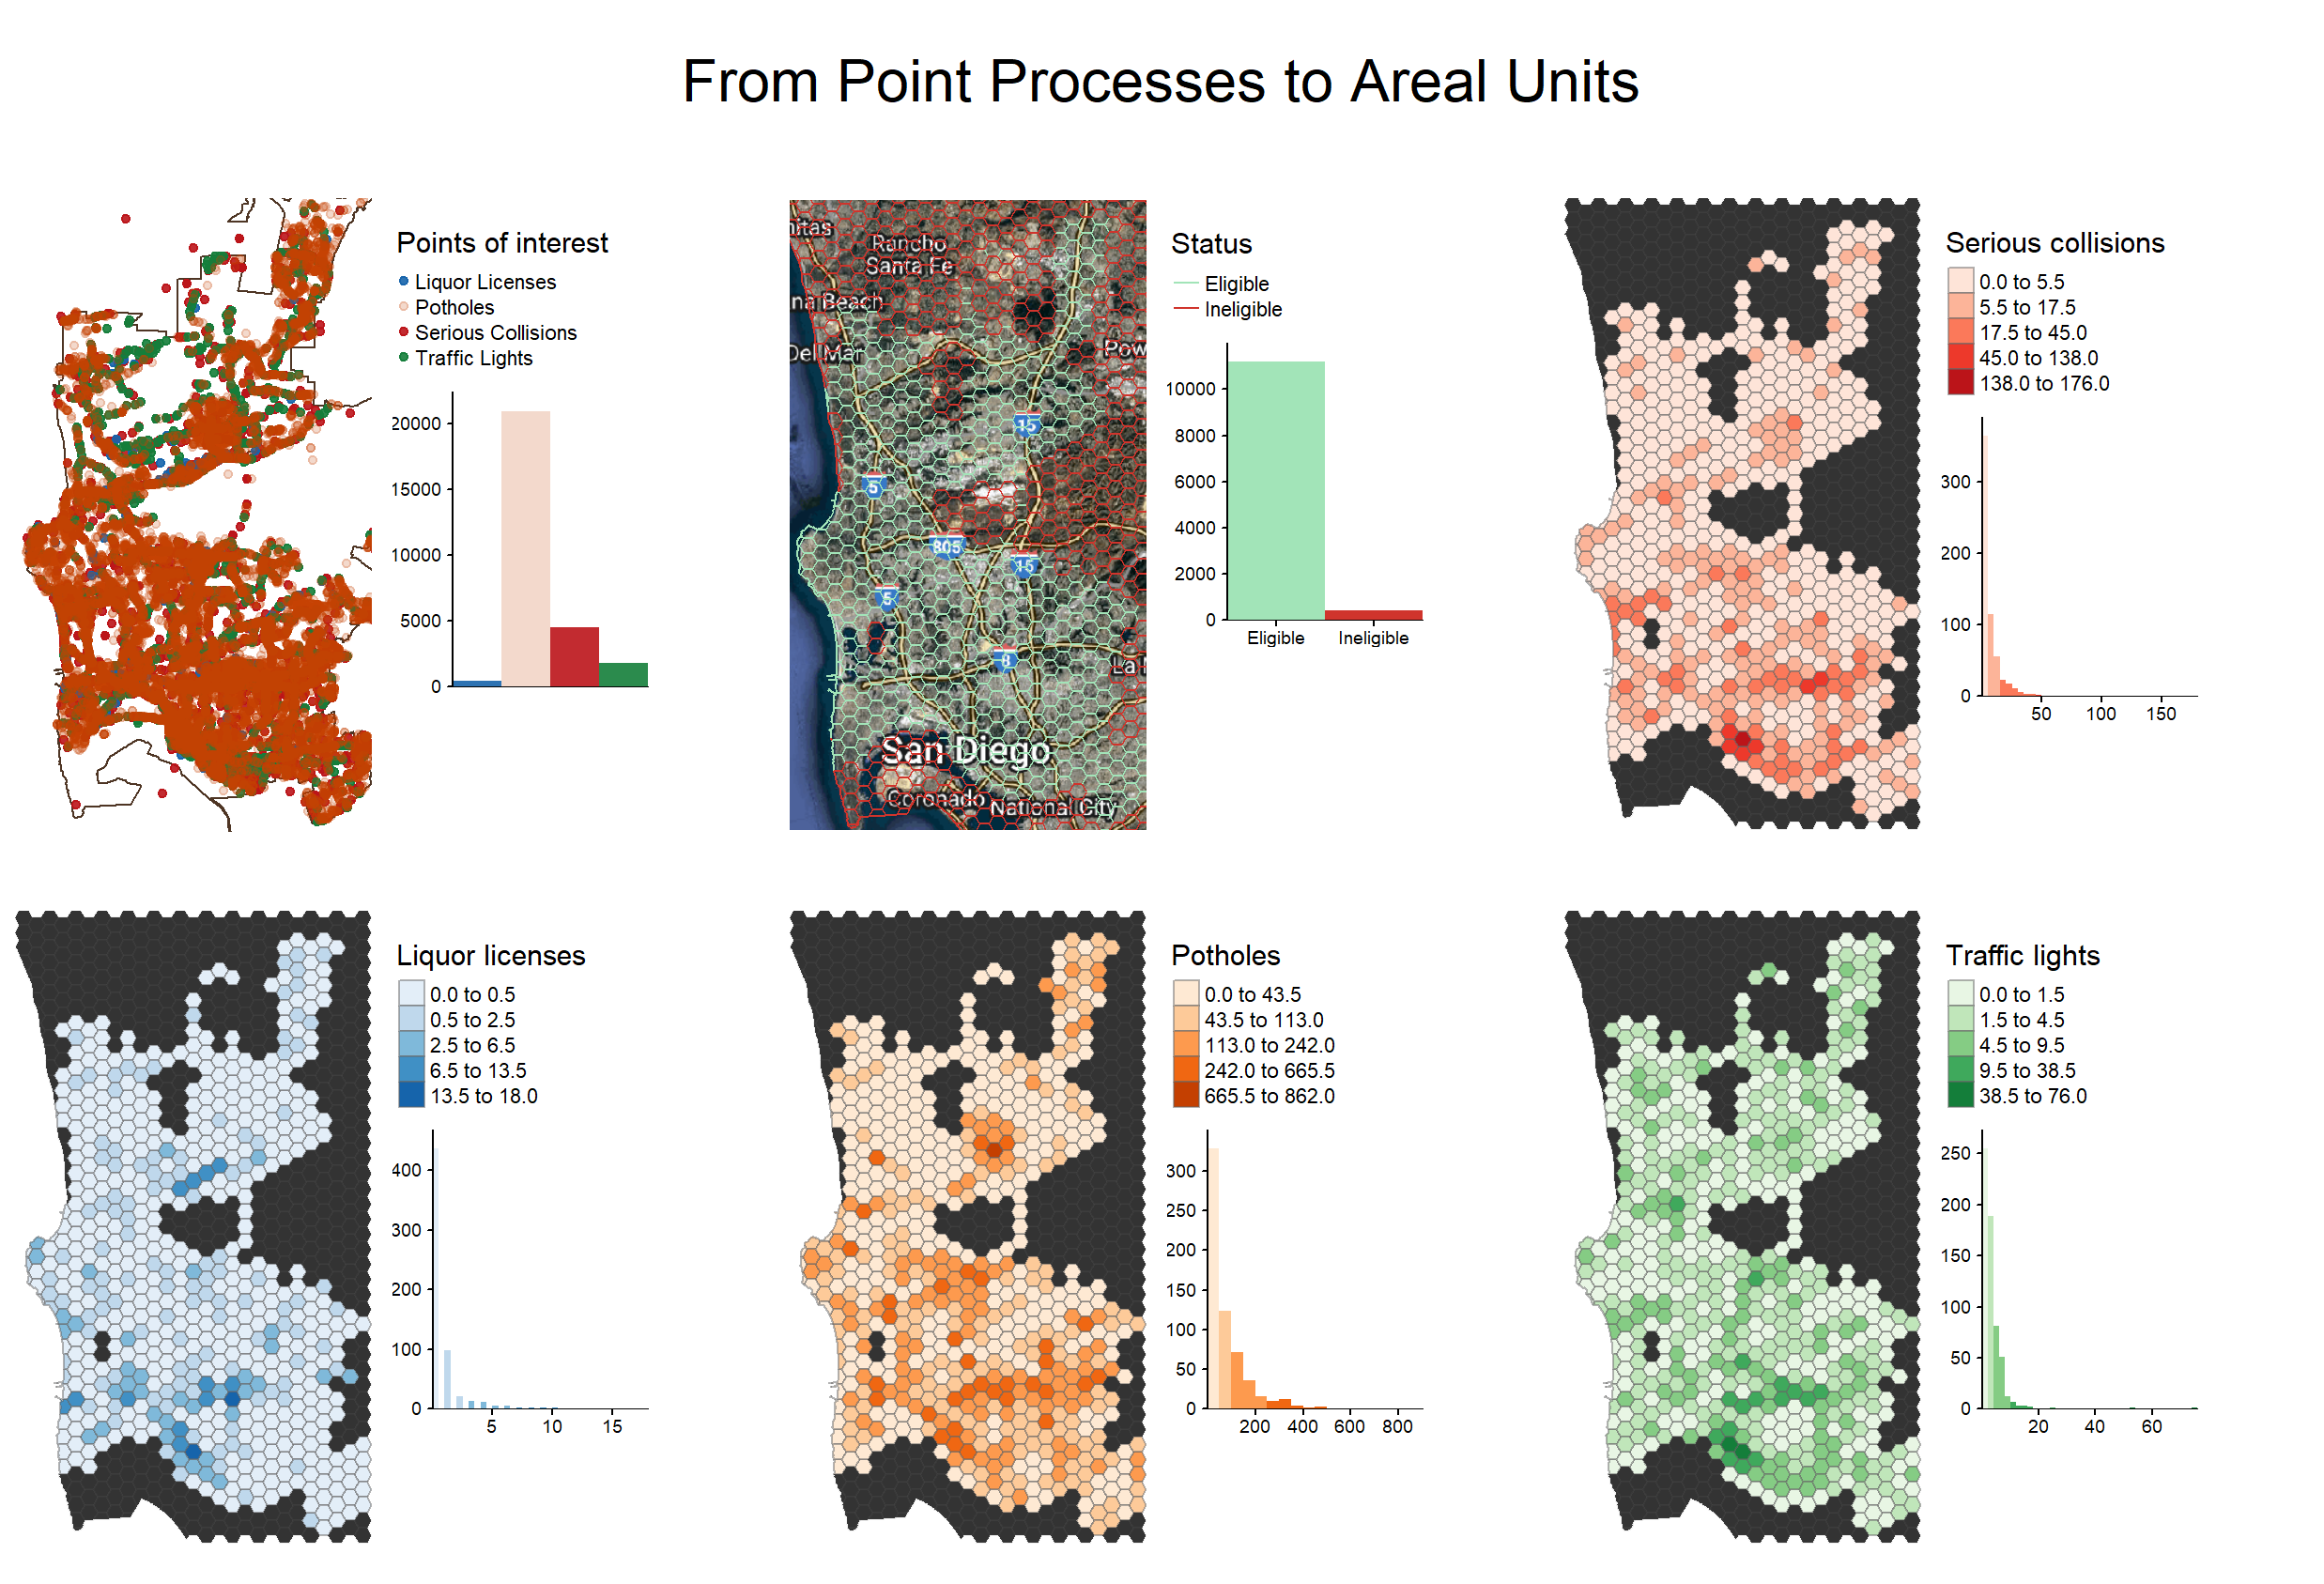 From Point Processes to Areal Units
Points of interest
Liquor Licenses
Potholes
Serious Collisions
Traffic Lights
20000
15000
10000
5000
0
Rancho
Santa Fe
na Beach
Del Mar
Pow
15
5
805
15
5
8
La
San Diego
Coronado
National City
Status
Eligible
Ineligible
10000
8000
6000
4000
2000
0
Eligible
Ineligible
Serious collisions
0.0 to 5.5
5.5 to 17.5
17.5 to 45.0
45.0 to 138.0
138.0 to 176.0
300
200
100
0
50
100
150
Liquor licenses
0.0 to 0.5
0.5 to 2.5
2.5 to 6.5
6.5 to 13.5
13.5 to 18.0
400
300
200
100
0
5
10
15
Potholes
0.0 to 43.5
43.5 to 113.0
113.0 to 242.0
242.0 to 665.5
665.5 to 862.0
300
250
200
150
100
50
0
200
400
600
800
Traffic lights
0.0 to 1.5
1.5 to 4.5
4.5 to 9.5
9.5 to 38.5
38.5 to 76.0
250
200
150
100
50
0
20
40
60